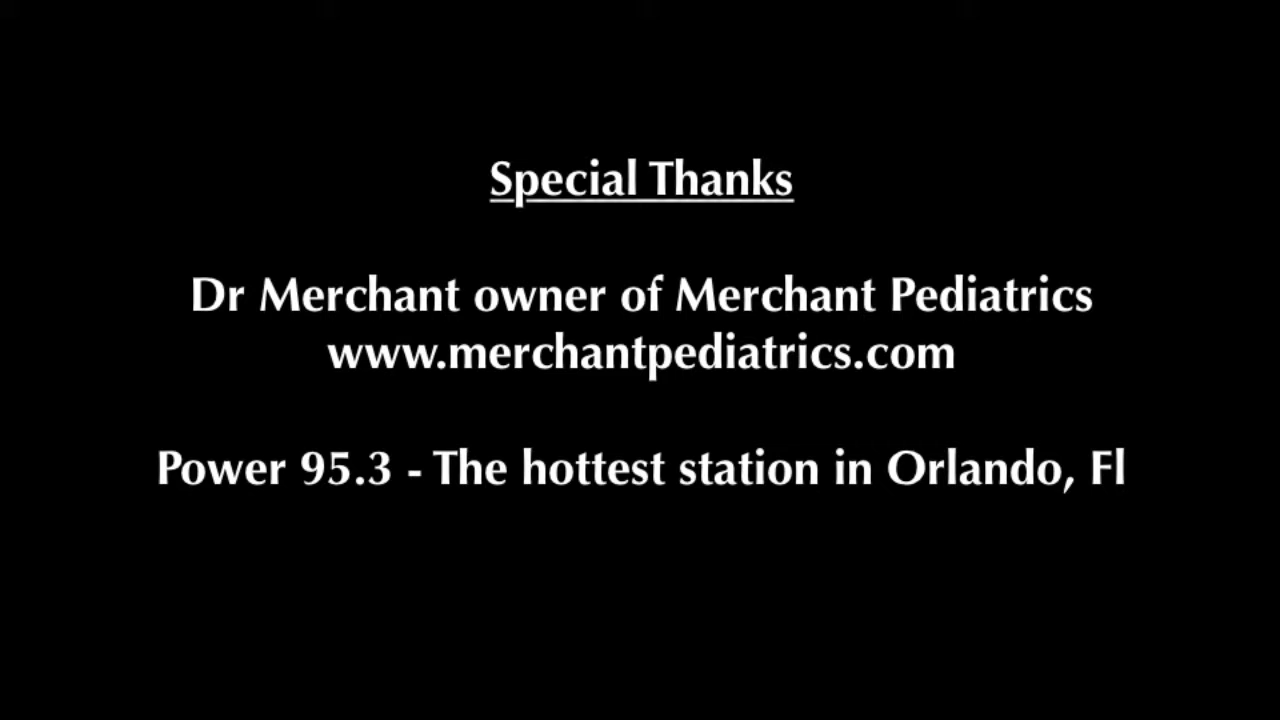 Special Thanks
Dr Merchant owner of Merchant Pediatrics
www.merchantpediatrics.com
Power 95.3 - The hottest station in Orlando, Fl